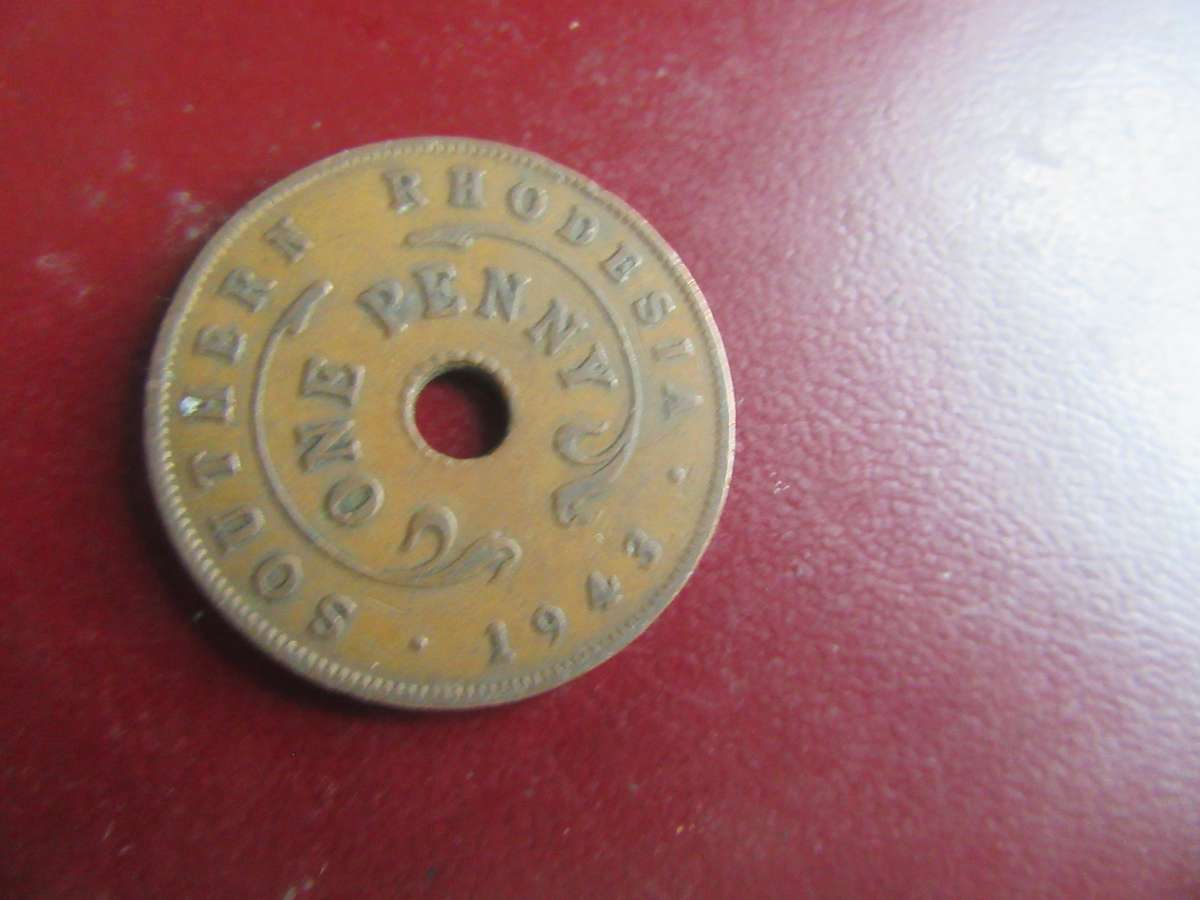 SOUTHERN RHODESIA · 1943 ·
ONE PENNY